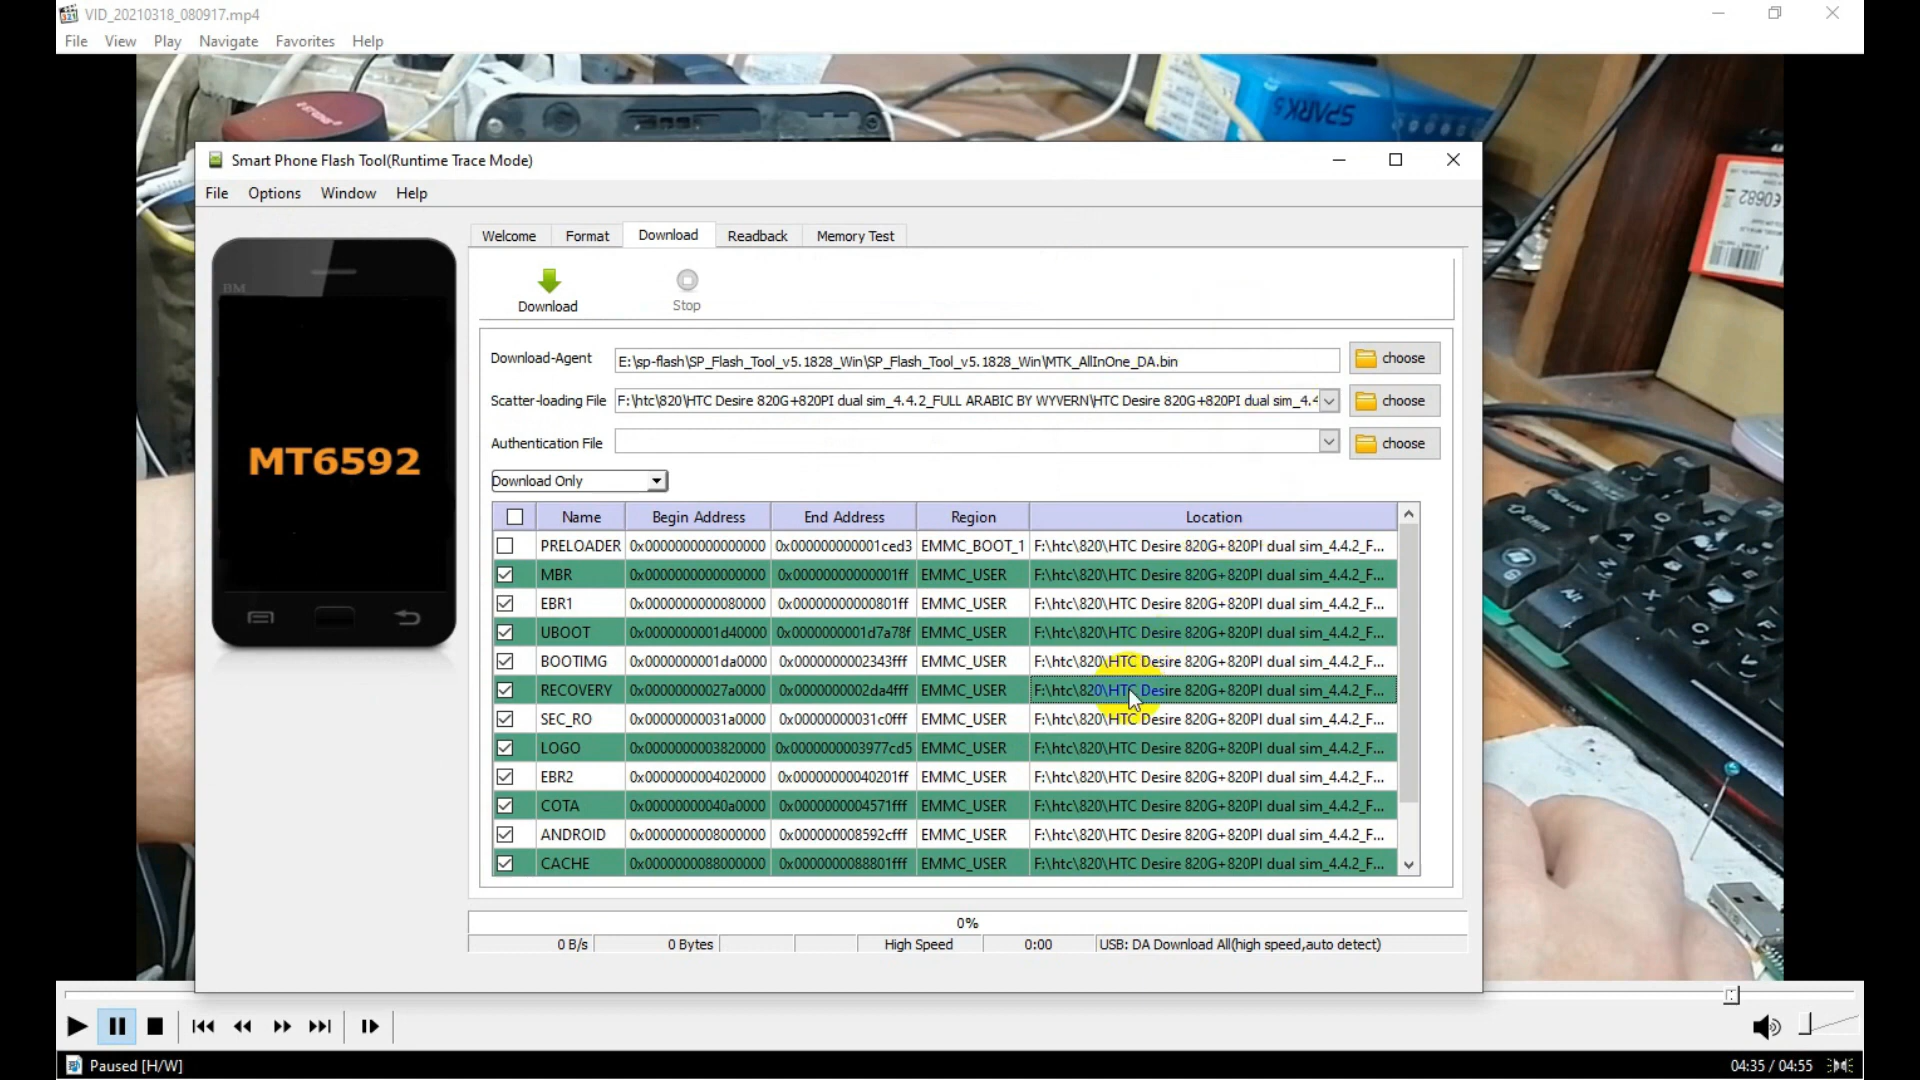 VID_20210318_080917.mp4
File View Play Navigate Favorites Help
SPARK 5
Smart Phone Flash Tool(Runtime Trace Mode)
File Options Window Help
Welcome Format Download Readback Memory Test
BM
MT6592
Download Stop
Download-Agent E:\sp-flash\SP_Flash_Tool_v5.1828_Win\SP_Flash_Tool_v5.1828_Win\MTK_AllInOne_DA.bin choose
Scatter-loading File F:\htc\820\HTC Desire 820G+820PI dual sim_4.4.2_FULL ARABIC BY WYVERN\HTC Desire 820G+820PI dual sim_4.4 choose
Authentication File choose
Download Only
Name Begin Address End Address Region Location
PRELOADER 0x0000000000000000 0x000000000001ced3 EMMC_BOOT_1 F:\htc\820\HTC Desire 820G+820PI dual sim_4.4.2_F...
MBR 0x0000000000000000 0x00000000000001ff EMMC_USER F:\htc\820\HTC Desire 820G+820PI dual sim_4.4.2_F...
EBR1 0x0000000000080000 0x00000000000801ff EMMC_USER F:\htc\820\HTC Desire 820G+820PI dual sim_4.4.2_F...
UBOOT 0x0000000001d40000 0x0000000001d7a78f EMMC_USER F:\htc\820\HTC Desire 820G+820PI dual sim_4.4.2_F...
BOOTIMG 0x0000000001da0000 0x0000000002343fff EMMC_USER F:\htc\820\HTC Desire 820G+820PI dual sim_4.4.2_F...
RECOVERY 0x00000000027a0000 0x0000000002da4fff EMMC_USER F:\htc\820\HTC Desire 820G+820PI dual sim_4.4.2_F...
SEC_RO 0x00000000031a0000 0x00000000031c0fff EMMC_USER F:\htc\820\HTC Desire 820G+820PI dual sim_4.4.2_F...
LOGO 0x0000000003820000 0x0000000003977cd5 EMMC_USER F:\htc\820\HTC Desire 820G+820PI dual sim_4.4.2_F...
EBR2 0x0000000004020000 0x00000000040201ff EMMC_USER F:\htc\820\HTC Desire 820G+820PI dual sim_4.4.2_F...
COTA 0x00000000040a0000 0x0000000004571fff EMMC_USER F:\htc\820\HTC Desire 820G+820PI dual sim_4.4.2_F...
ANDROID 0x0000000008000000 0x000000008592cfff EMMC_USER F:\htc\820\HTC Desire 820G+820PI dual sim_4.4.2_F...
CACHE 0x0000000088000000 0x0000000088801fff EMMC_USER F:\htc\820\HTC Desire 820G+820PI dual sim_4.4.2_F...
0%
0 B/s 0 Bytes High Speed 0:00 USB: DA Download All(high speed,auto detect)
Alt
Paused [H/W] 04:35 / 04:55